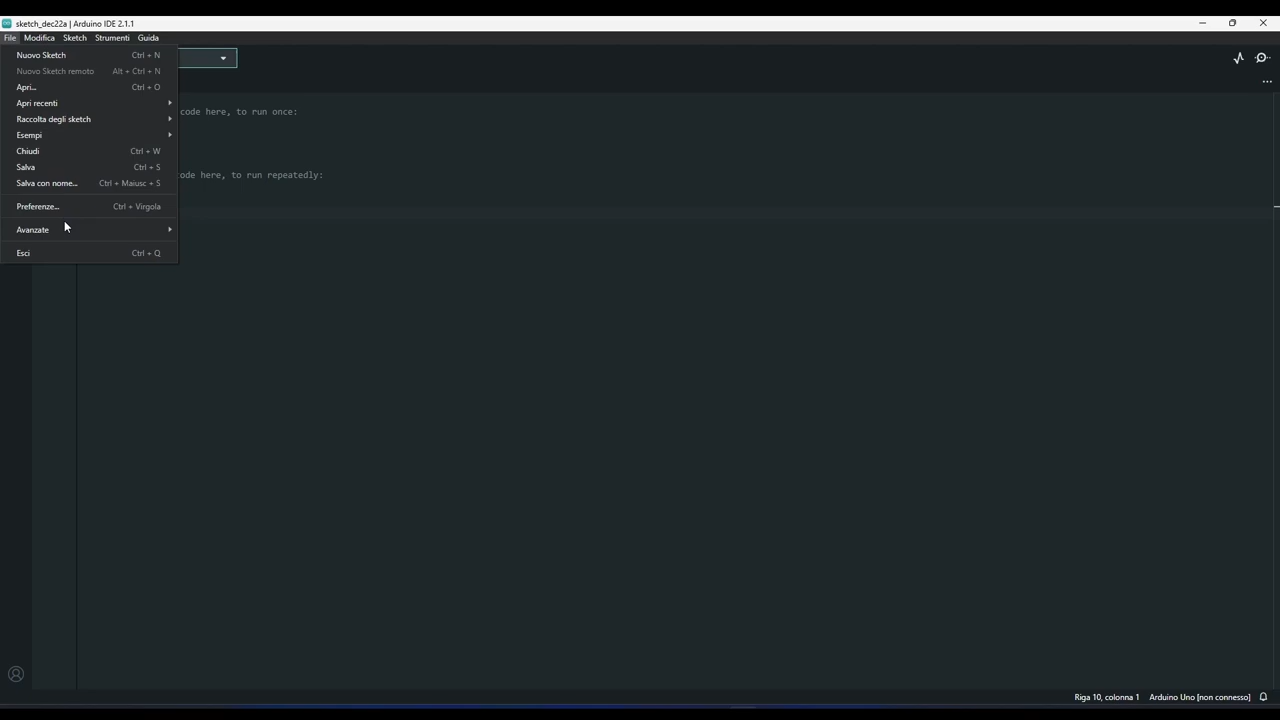 sketch_dec22a | Arduino IDE 2.1.1
File Modifica Sketch Strumenti Guida
Nuovo Sketch Ctrl + N
Nuovo Sketch remoto Alt + Ctrl + N
Apri... Ctrl + O
Apri recenti
code here, to run once:
Raccolta degli sketch
Esempi
Chiudi Ctrl + W
Salva Ctrl + S
ode here, to run repeatedly:
Salva con nome... Ctrl + Maiusc + S
Preferenze... Ctrl + Virgola
Avanzate
Esci Ctrl + Q
Riga 10, colonna 1 Arduino Uno [non connesso]